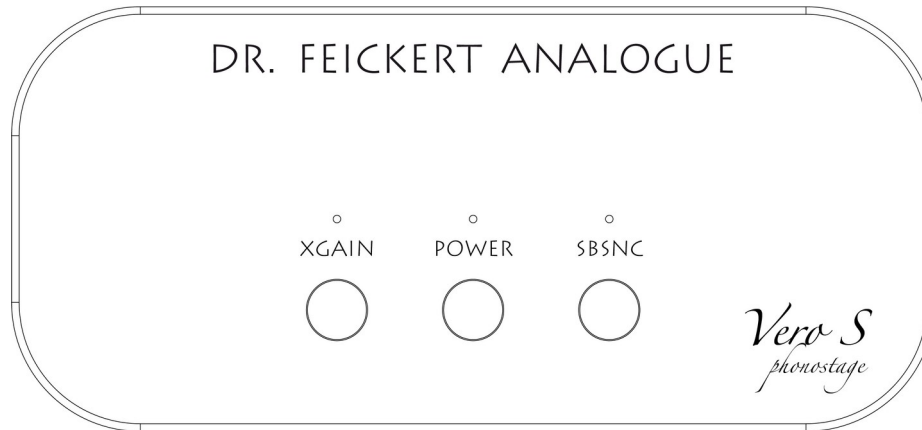 DR. FEICKERT ANALOGUE
XGAIN POWER SBSNC
Vero S
phonostage